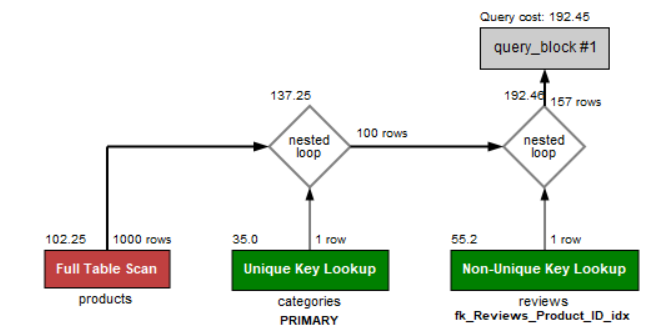 Query cost: 192.45
query_block #1
137.25
192.46
157 rows
nested
loop
100 rows
nested
loop
102.25
1000 rows
35.0
1 row
55.2
1 row
Full Table Scan
Unique Key Lookup
Non-Unique Key Lookup
products
categories
reviews
PRIMARY
fk_Reviews_Product_ID_idx